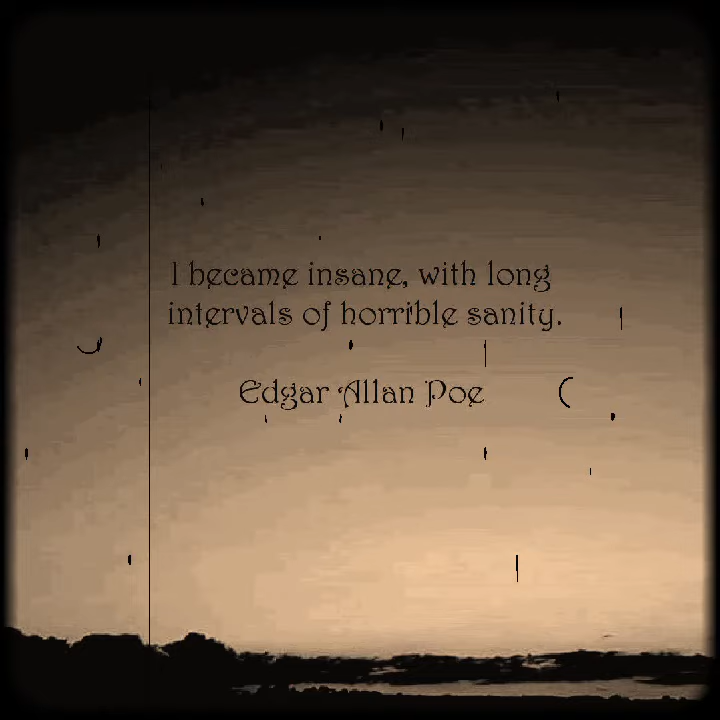 I became insane, with long
intervals of horrible sanity.
Edgar Allan Poe